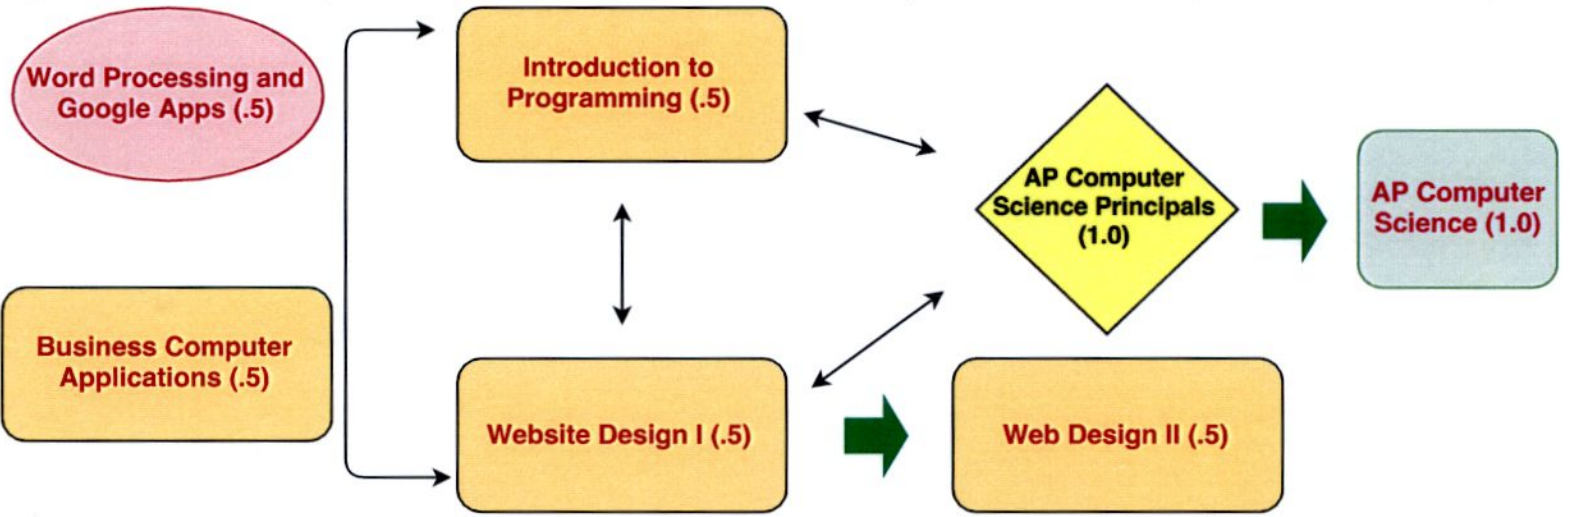 Word Processing and
Google Apps (.5)
Introduction to
Programming (.5)
AP Computer
Science Principals
(1.0)
AP Computer
Science (1.0)
Business Computer
Applications (.5)
Website Design I (.5)
Web Design II (.5)